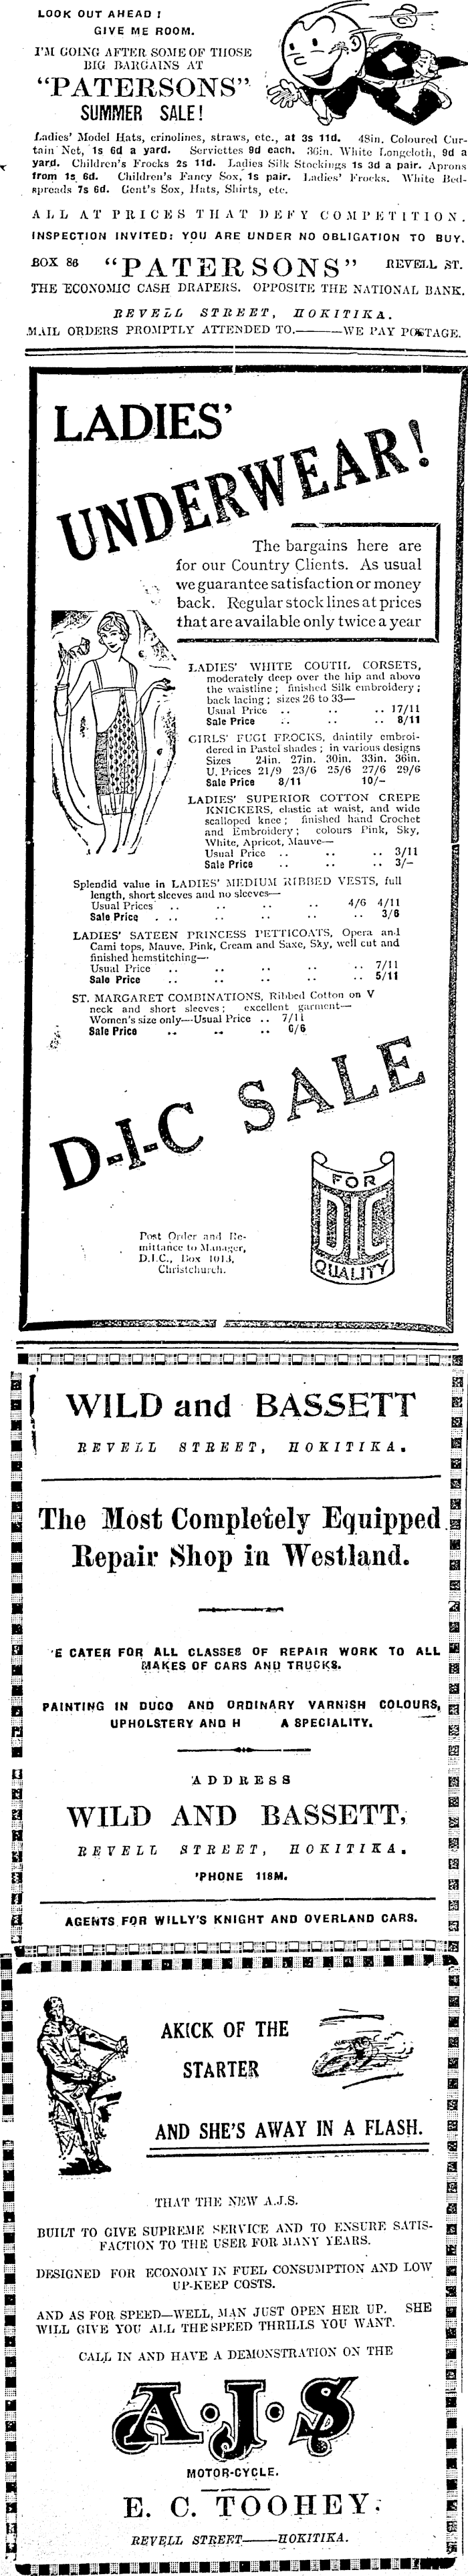 LOOK OUT AHEAD !
GIVE ME ROOM.
I'M GOING AFTER SOME OF THOSE
BIG BARGAINS AT
"PATERSONS"
SUMMER SALE!
Ladies' Model Hats, crinolines, straws, etc., at 3s 11d. 48in. Coloured Cur-
tain Net, 1s 6d a yard. Serviettes 9d each. 36in. White Longcloth, 9d a
yard. Children's Frocks 2s 11d. Ladies Silk Stockings 1s 3d a pair. Aprons
from 1s 6d. Children's Fancy Sox, 1s pair. Ladies' Frocks. White Bed-
spreads 7s 6d. Gent's Sox, Hats, Shirts, etc.
ALL AT PRICES THAT DEFY COMPETITION.
INSPECTION INVITED: YOU ARE UNDER NO OBLIGATION TO BUY.
BOX 86 "PATERSONS" REVELL ST.
THE ECONOMIC CASH DRAPERS. OPPOSITE THE NATIONAL BANK.
REVELL STREET, HOKITIKA.
MAIL ORDERS PROMPTLY ATTENDED TO.———WE PAY POSTAGE.
LADIES'
UNDERWEAR!
The bargains here are
for our Country Clients. As usual
we guarantee satisfaction or money
back. Regular stock lines at prices
that are available only twice a year
LADIES' WHITE COUTIL CORSETS,
moderately deep over the hip and above
the waistline; finished Silk embroidery;
back lacing; sizes 26 to 33—
Usual Price .. .. .. 17/11
Sale Price .. .. .. 8/11
GIRLS' FUGI FROCKS, daintily embroi-
dered in Pastel shades; in various designs
Sizes 24in. 27in. 30in. 33in. 36in.
U. Prices 21/9 23/6 25/6 27/6 29/6
Sale Price 8/11 10/-
LADIES' SUPERIOR COTTON CREPE
KNICKERS, elastic at waist, and wide
scalloped knee; finished hand Crochet
and Embroidery; colours Pink, Sky,
White, Apricot, Mauve—
Usual Price .. .. .. 3/11
Sale Price .. .. .. 3/-
Splendid value in LADIES' MEDIUM RIBBED VESTS, full
length, short sleeves and no sleeves—
Usual Prices .. .. .. .. 4/6 4/11
Sale Price . .. .. .. .. .. 3/6
LADIES' SATEEN PRINCESS PETTICOATS, Opera and
Cami tops, Mauve, Pink, Cream and Saxe, Sky, well cut and
finished hemstitching—
Usual Price .. .. .. .. .. 7/11
Sale Price .. .. .. .. .. 5/11
ST. MARGARET COMBINATIONS, Ribbed Cotton on V
neck and short sleeves; excellent garment—
Women's size only—Usual Price .. 7/11
Sale Price .. .. .. 6/6
D-I-C SALE
FOR
DIC
QUALITY
Post Order and Re-
mittance to Manager,
D.I.C., Box 1013,
Christchurch.
WILD and BASSETT
REVELL STREET, HOKITIKA.
The Most Completely Equipped
Repair Shop in Westland.
'E CATER FOR ALL CLASSES OF REPAIR WORK TO ALL
MAKES OF CARS AND TRUCKS.
PAINTING IN DUCO AND ORDINARY VARNISH COLOURS,
UPHOLSTERY AND H A SPECIALITY.
ADDRESS
WILD AND BASSETT,
REVELL STREET, HOKITIKA.
'PHONE 118M.
AGENTS FOR WILLY'S KNIGHT AND OVERLAND CARS.
AKICK OF THE
STARTER
AND SHE'S AWAY IN A FLASH.
THAT THE NEW A.J.S.
BUILT TO GIVE SUPREME SERVICE AND TO ENSURE SATIS-
FACTION TO THE USER FOR MANY YEARS.
DESIGNED FOR ECONOMY IN FUEL CONSUMPTION AND LOW
UP-KEEP COSTS.
AND AS FOR SPEED—WELL, MAN JUST OPEN HER UP. SHE
WILL GIVE YOU ALL THE SPEED THRILLS YOU WANT.
CALL IN AND HAVE A DEMONSTRATION ON THE
A.J.S
MOTOR-CYCLE.
E. C. TOOHEY.
REVELL STREET———HOKITIKA.